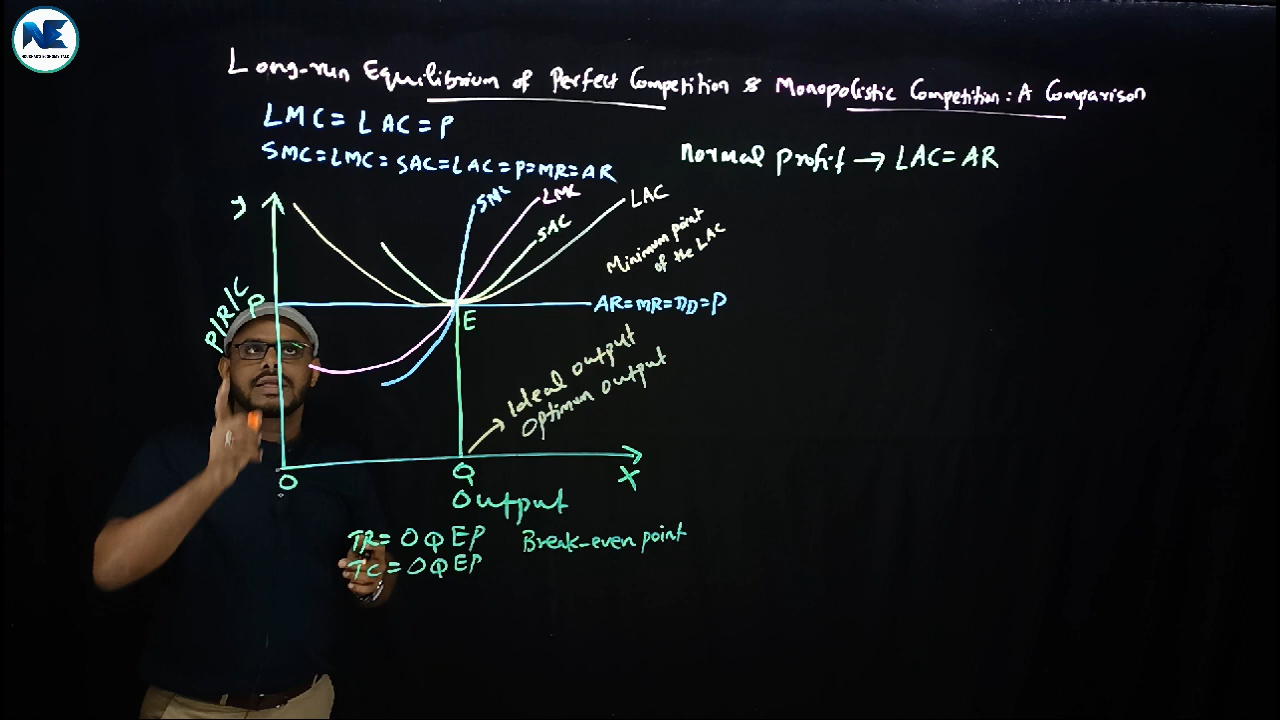 NE
Long-run Equilibrium of Perfect Competition & Monopolistic Competition: A Comparison
LMC = LAC = P
SMC = LMC = SAC = LAC = P = MR = AR
Normal Profit → LAC = AR
y
SMC
LMC
SAC
LAC
Minimum point
of the LAC
P/R/C
P
AR = MR = DD = P
E
Ideal output
Optimum output
O
Q
X
Output
TR = OQEP
Break-even point
TC = OQEP